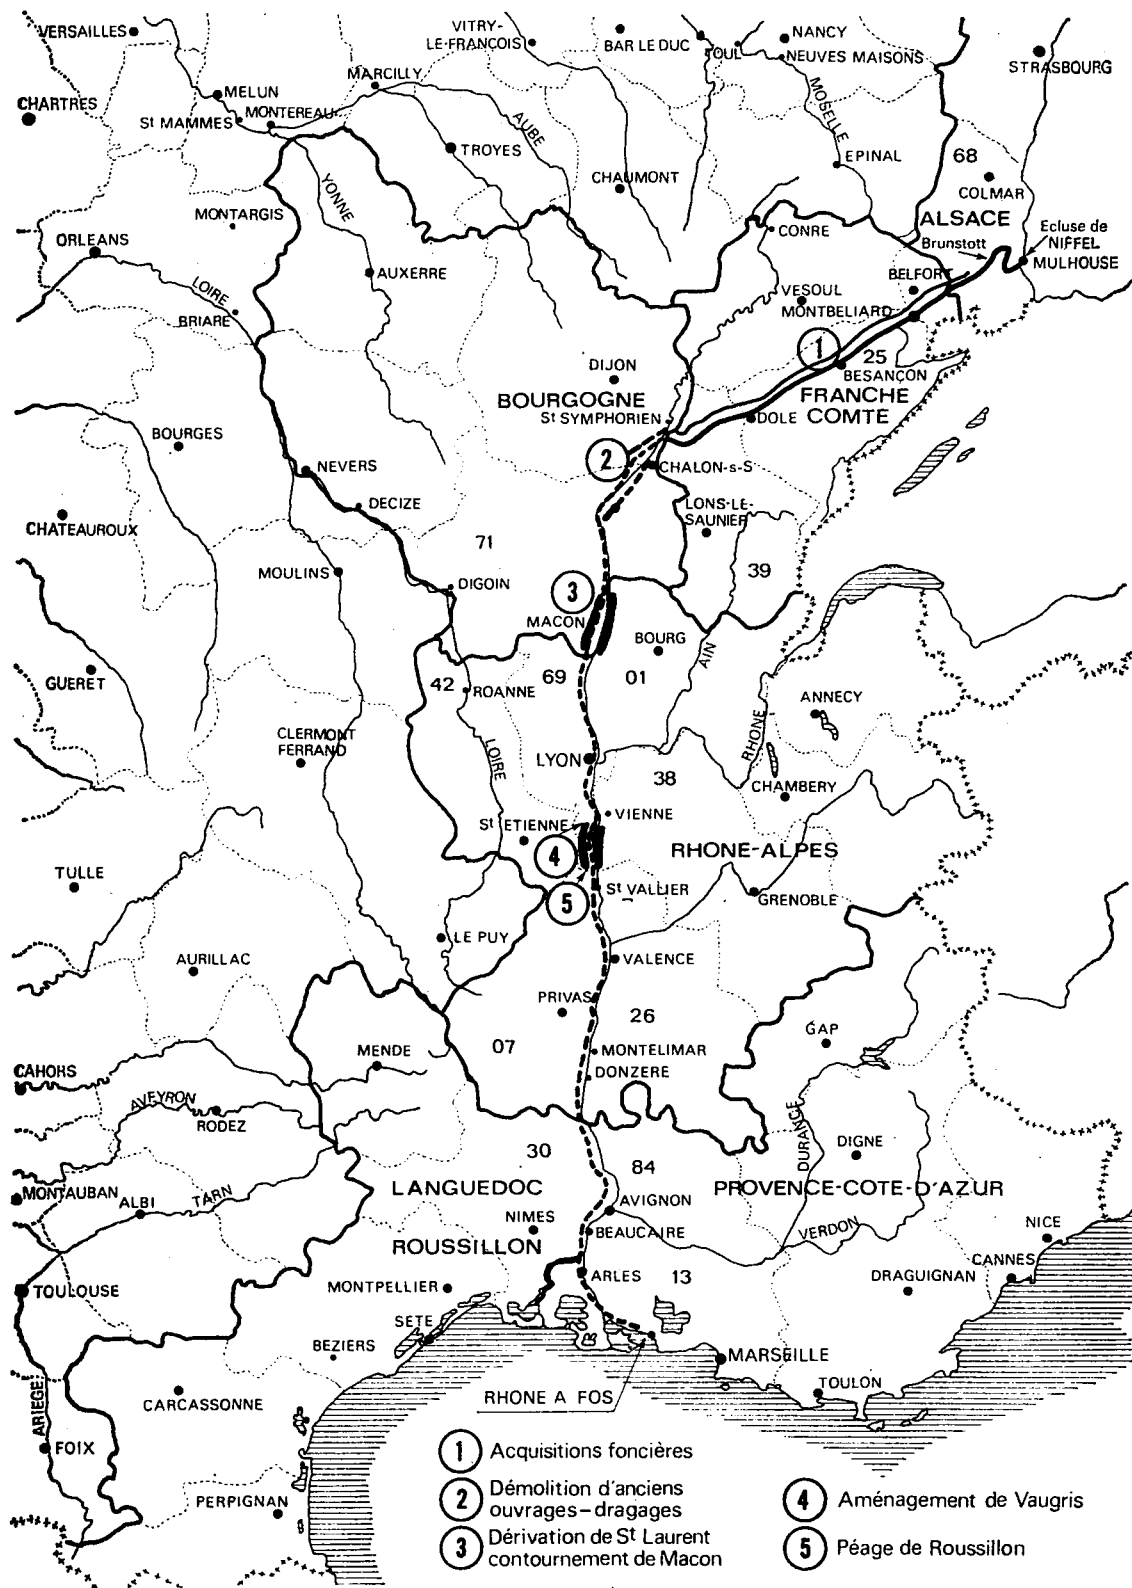 VERSAILLES
VITRY-
LE-FRANÇOIS
BAR LE DUC
TOUL
NANCY
NEUVES MAISONS
STRASBOURG
CHARTRES
MELUN
MARCILLY
St MAMMES
MONTEREAU
AUBE
MOSELLE
TROYES
EPINAL
68
COLMAR
CHAUMONT
YONNE
MONTARGIS
ALSACE
CONRE
Brunstott
Ecluse de
NIFFEL
MULHOUSE
ORLEANS
AUXERRE
LOIRE
BRIARE
BELFORT
VESOUL
MONTBELIARD
1
25
BESANÇON
DIJON
BOURGOGNE
FRANCHE
COMTE
St SYMPHORIEN
DOLE
BOURGES
2
CHALON-s-S
NEVERS
DECIZE
LONS-LE-
SAUNIER
CHATEAUROUX
71
39
MOULINS
DIGOIN
3
MACON
BOURG
AIN
GUERET
42
ROANNE
69
01
ANNECY
RHONE
CLERMONT
FERRAND
LOIRE
LYON
38
CHAMBERY
VIENNE
St ETIENNE
4
RHONE-ALPES
TULLE
5
St VALLIER
GRENOBLE
LE PUY
AURILLAC
VALENCE
PRIVAS
26
GAP
07
MENDE
MONTELIMAR
DONZERE
CAHORS
AVEYRON
RODEZ
DURANCE
DIGNE
30
84
MONTAUBAN
ALBI
TARN
LANGUEDOC
AVIGNON
PROVENCE-COTE-D'AZUR
NIMES
BEAUCAIRE
VERDON
NICE
ROUSSILLON
CANNES
TOULOUSE
MONTPELLIER
ARLES
13
DRAGUIGNAN
SETE
BEZIERS
MARSEILLE
TOULON
RHONE A FOS
ARIEGE
CARCASSONNE
FOIX
PERPIGNAN
1 Acquisitions foncières
2 Démolition d'anciens
ouvrages-dragages
3 Dérivation de St Laurent
contournement de Macon
4 Aménagement de Vaugris
5 Péage de Roussillon